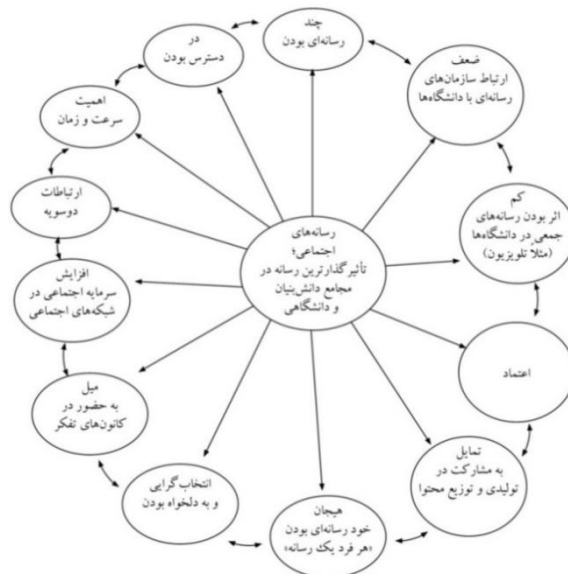 چند
رسانه‌ای بودن
ضعف
ارتباط سازمان‌های
رسانه‌ای با دانشگاه‌ها
کم
اثر بودن رسانه‌های
جمعی در دانشگاه‌ها
(مثلاً تلویزیون)
اعتماد
تمایل
به مشارکت در
تولیدی و توزیع محتوا
هیجان
خود رسانه‌ای بودن
«هر فرد یک رسانه»
انتخاب‌گرایی
و به دلخواه بودن
میل
به حضور در
کانون‌های تفکر
افزایش
سرمایه اجتماعی در
شبکه‌های اجتماعی
ارتباطات
دوسویه
اهمیت
سرعت و زمان
در
دسترس بودن
رسانه‌های
اجتماعی؛
تأثیرگذارترین رسانه در
مجامع دانش‌بنیان
و دانشگاهی